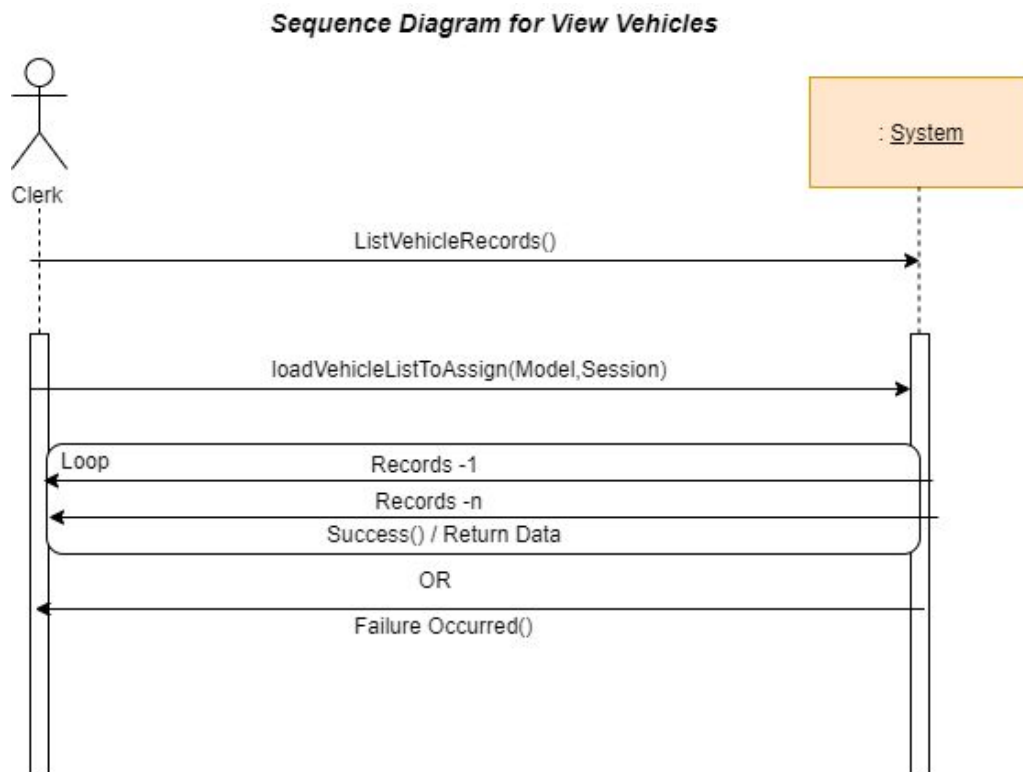 Sequence Diagram for View Vehicles
: System
Clerk
ListVehicleRecords()
loadVehicleListToAssign(Model,Session)
Loop
Records -1
Records -n
Success() / Return Data
OR
Failure Occurred()